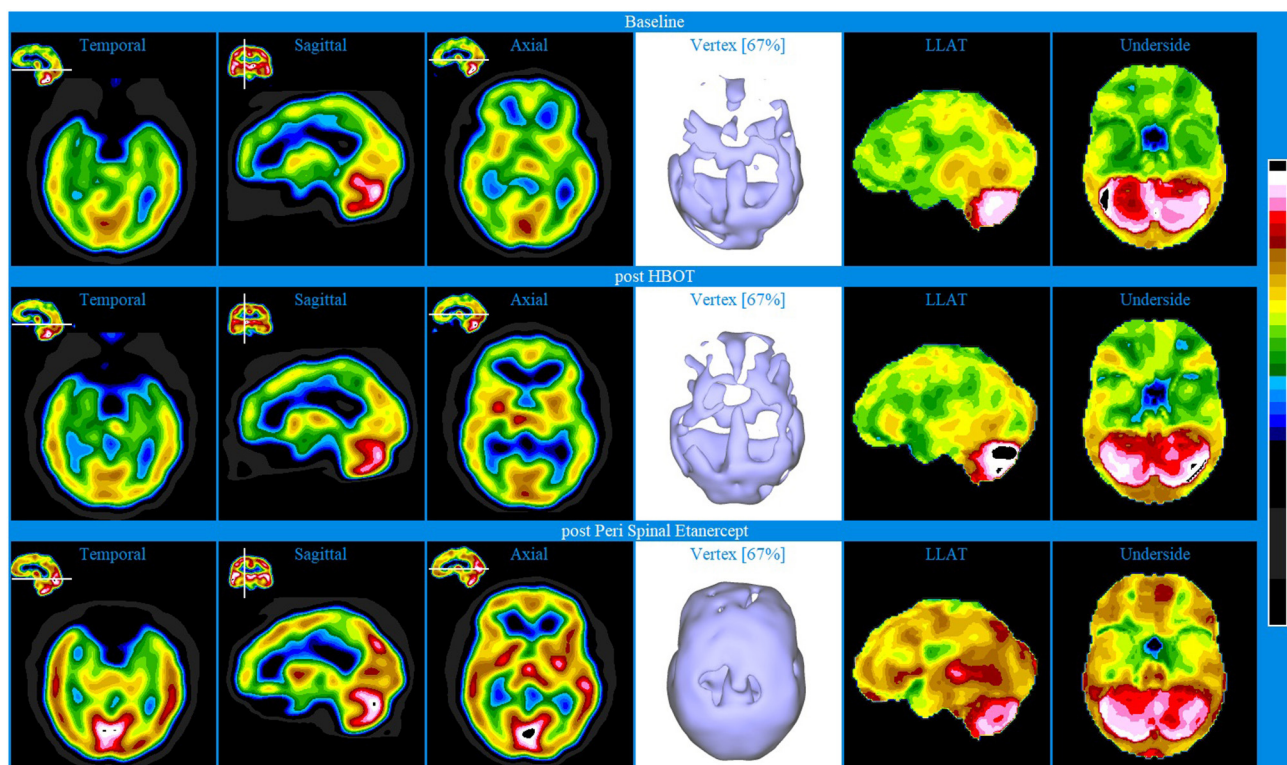 Baseline
Temporal Sagittal Axial Vertex [67%] LLAT Underside
post HBOT
Temporal Sagittal Axial Vertex [67%] LLAT Underside
post Peri Spinal Etanercept
Temporal Sagittal Axial Vertex [67%] LLAT Underside